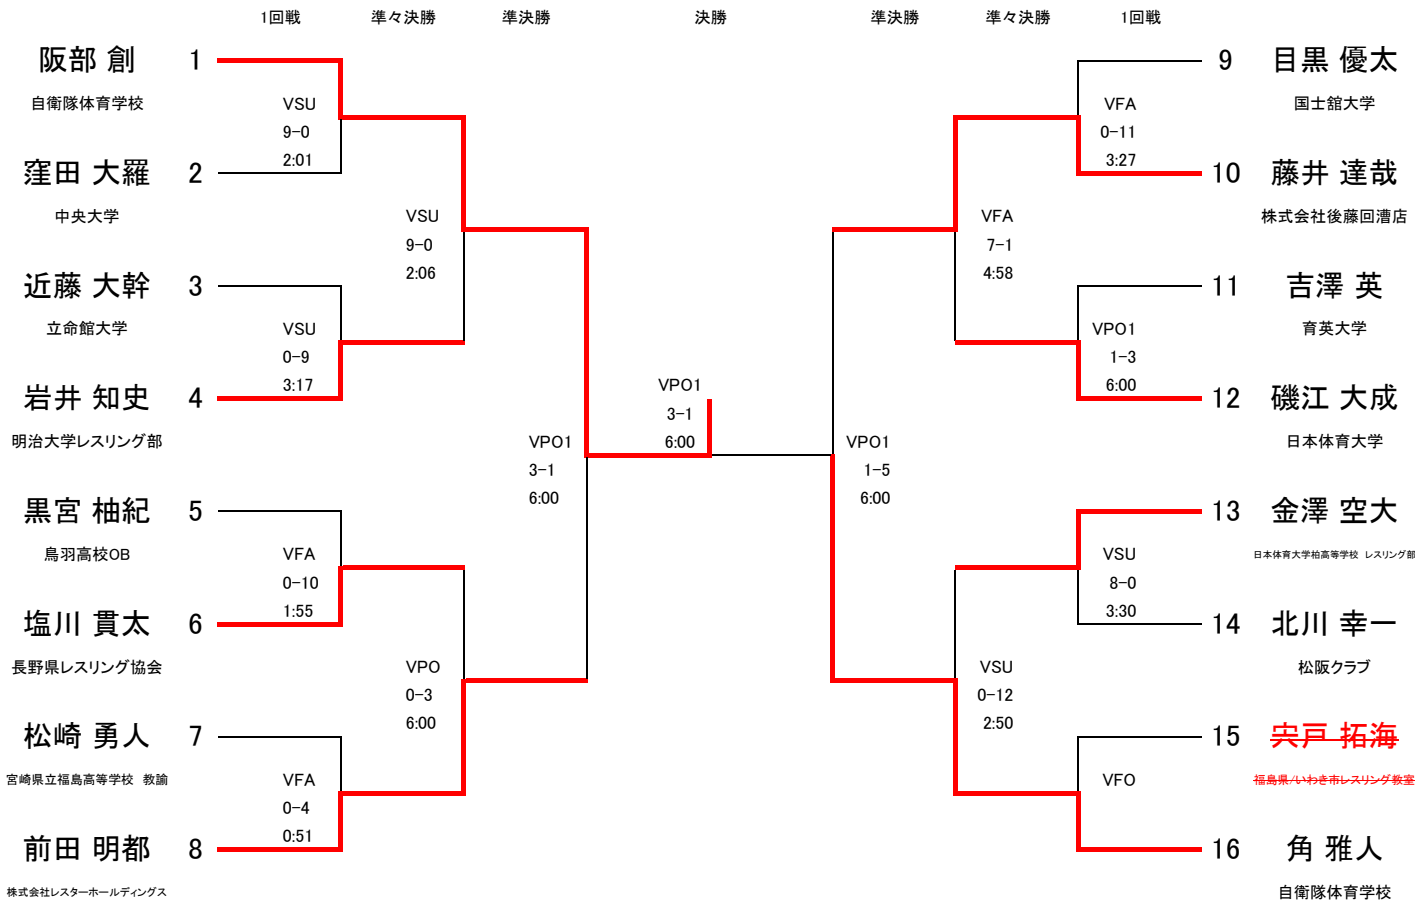 1回戦 準々決勝 準決勝 決勝 準決勝 準々決勝 1回戦
阪部 創 1
自衛隊体育学校
VSU
9-0
2:01
窪田 大羅 2
中央大学
VSU
9-0
2:06
近藤 大幹 3
立命館大学
VSU
0-9
3:17
岩井 知史 4
明治大学レスリング部
VPO1
3-1
6:00
黒宮 柚紀 5
鳥羽高校OB
VFA
0-10
1:55
塩川 貫太 6
長野県レスリング協会
VPO
0-3
6:00
松崎 勇人 7
宮崎県立福島高等学校 教諭
VFA
0-4
0:51
前田 明都 8
株式会社レスターホールディングス
VPO1
3-1
6:00
9 目黒 優太
国士舘大学
VFA
0-11
3:27
10 藤井 達哉
株式会社後藤回漕店
VFA
7-1
4:58
11 吉澤 英
育英大学
VPO1
1-3
6:00
12 磯江 大成
日本体育大学
VPO1
1-5
6:00
13 金澤 空大
日本体育大学柏高等学校 レスリング部
VSU
8-0
3:30
14 北川 幸一
松阪クラブ
VSU
0-12
2:50
15 宍戸 拓海
福島県/いわき市レスリング教室
VFO
16 角 雅人
自衛隊体育学校